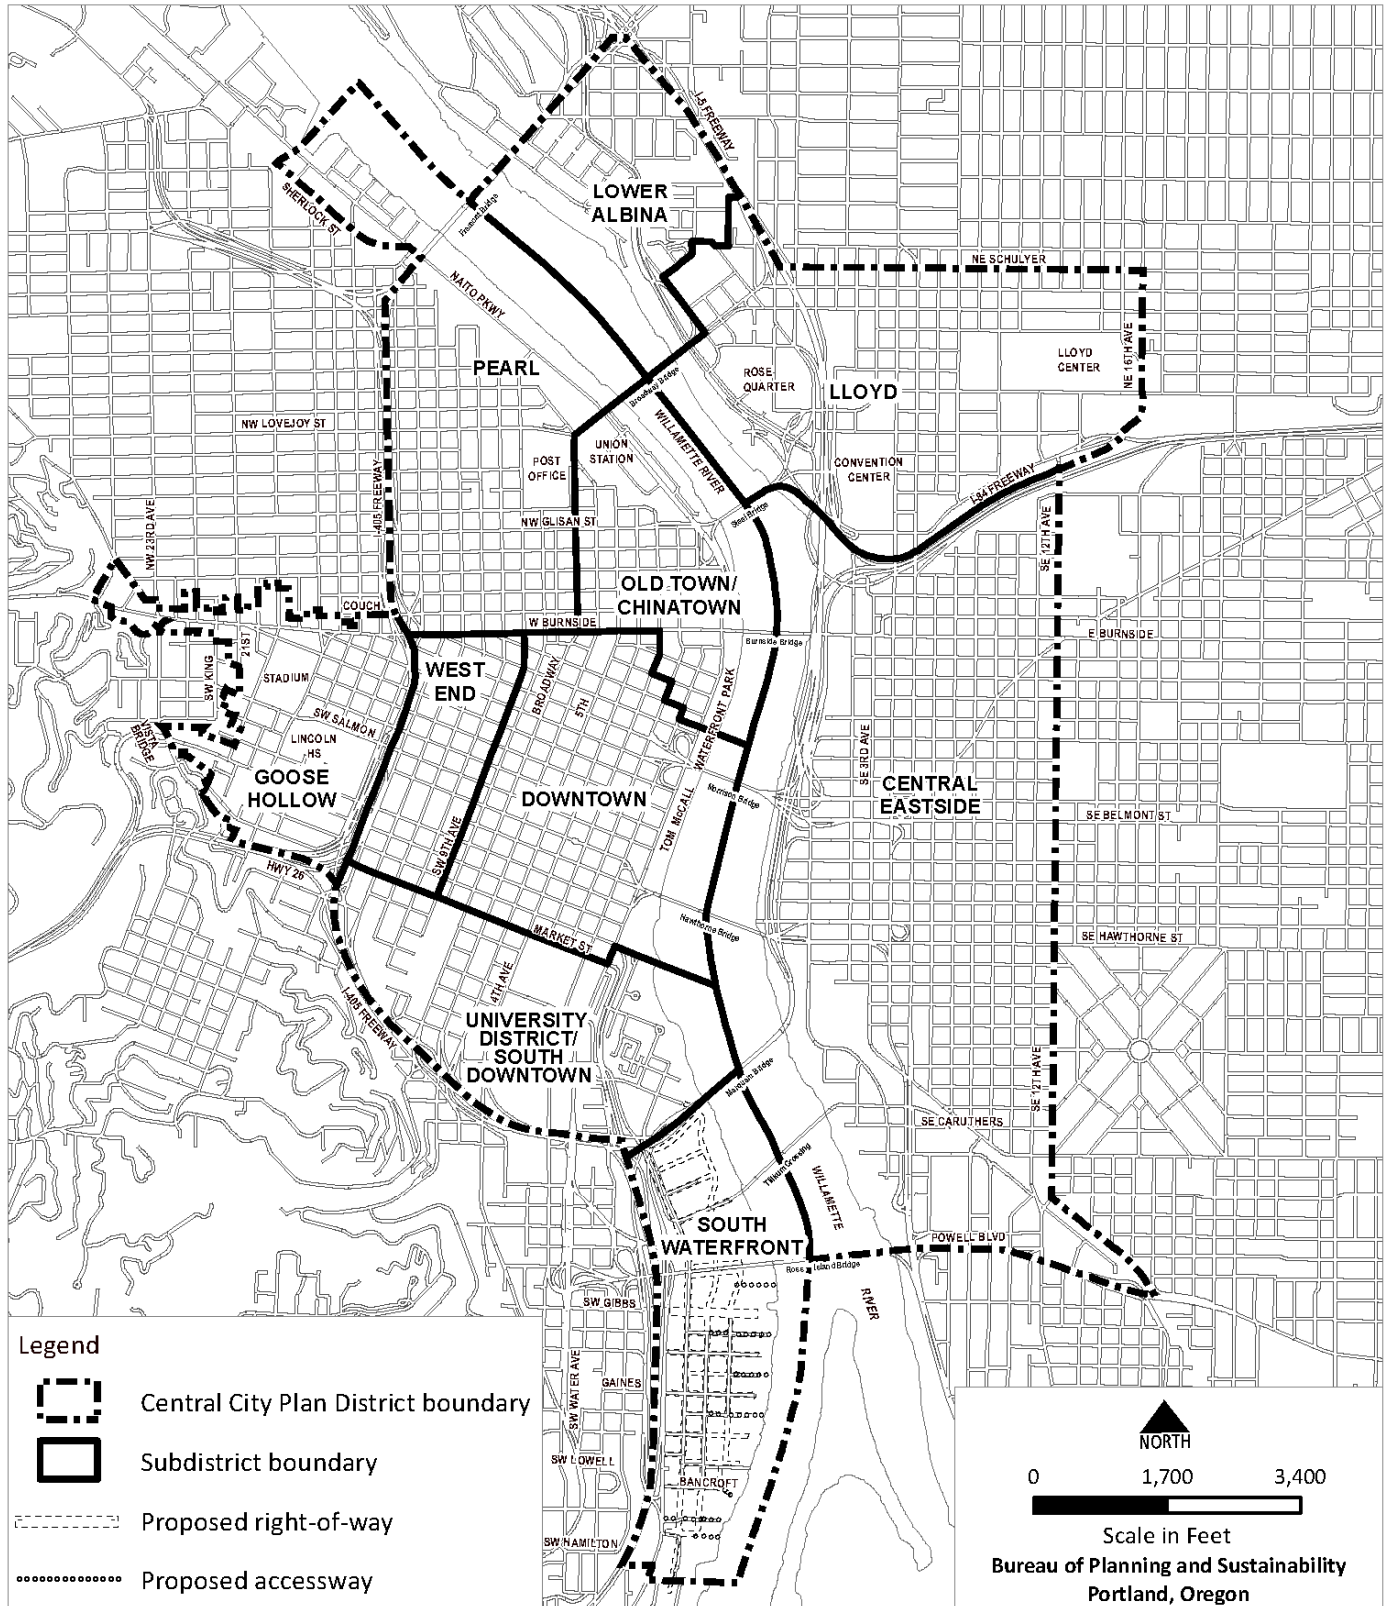 I-5 FREEWAY
LOWER
ALBINA
SHERLOCK ST
Fremont Bridge
NE SCHULYER
NAITO PKWY
NE 16TH AVE
LLOYD
CENTER
PEARL
ROSE
QUARTER
Broadway Bridge
LLOYD
WILLAMETTE RIVER
NW LOVEJOY ST
UNION
STATION
POST
OFFICE
CONVENTION
CENTER
I-84 FREEWAY
I-405 FREEWAY
NW 23RD AVE
NW GLISAN ST
Steel Bridge
SE 12TH AVE
OLD TOWN/
CHINATOWN
COUCH
W BURNSIDE
Burnside Bridge
E BURNSIDE
21ST
SW KING
STADIUM
WEST
END
BROADWAY
5TH
SW SALMON
LINCOLN
HS
VISTA
BRIDGE
GOOSE
HOLLOW
DOWNTOWN
TOM McCALL WATERFRONT PARK
Morrison Bridge
SE 3RD AVE
CENTRAL
EASTSIDE
SE BELMONT ST
SW 9TH AVE
HWY 26
Hawthorne Bridge
MARKET ST
SE HAWTHORNE ST
4TH AVE
I-405 FREEWAY
UNIVERSITY
DISTRICT/
SOUTH
DOWNTOWN
Marquam Bridge
SE 12TH AVE
SE CARUTHERS
Tilikum Crossing
WILLAMETTE
SOUTH
WATERFRONT
POWELL BLVD
Ross Island Bridge
RIVER
SW GIBBS
SW WATER AVE
GAINES
SW LOWELL
BANCROFT
SW HAMILTON
Legend
Central City Plan District boundary
Subdistrict boundary
Proposed right-of-way
Proposed accessway
NORTH
0 1,700 3,400
Scale in Feet
Bureau of Planning and Sustainability
Portland, Oregon